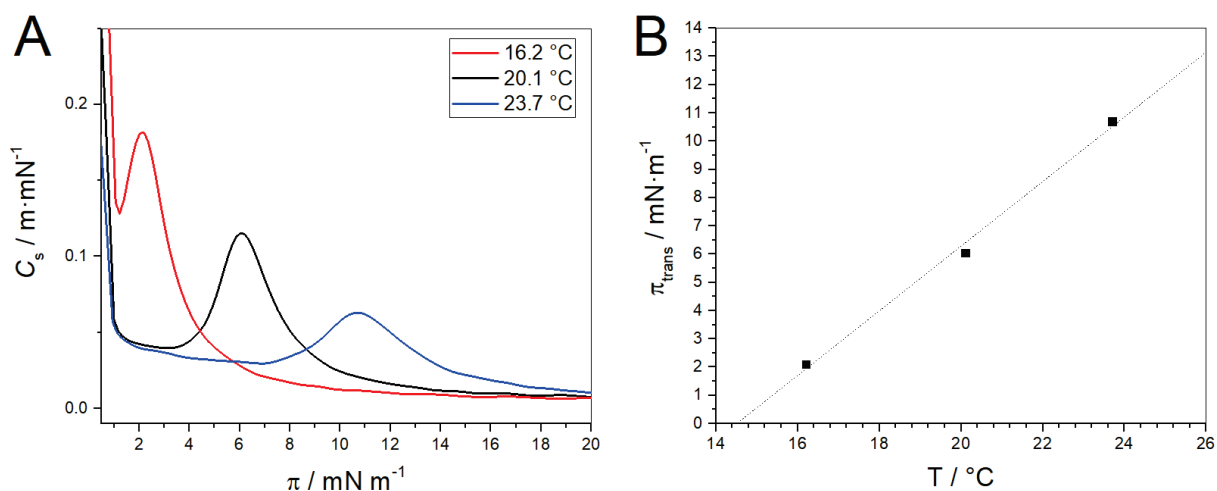 A
16.2 °C
20.1 °C
23.7 °C
0.2
0.1
0.0
C_s / m·mN⁻¹
2 4 6 8 10 12 14 16 18 20
π / mN m⁻¹
B
14
13
12
11
10
9
8
7
6
5
4
3
2
1
0
π_trans / mN·m⁻¹
14 16 18 20 22 24 26
T / °C